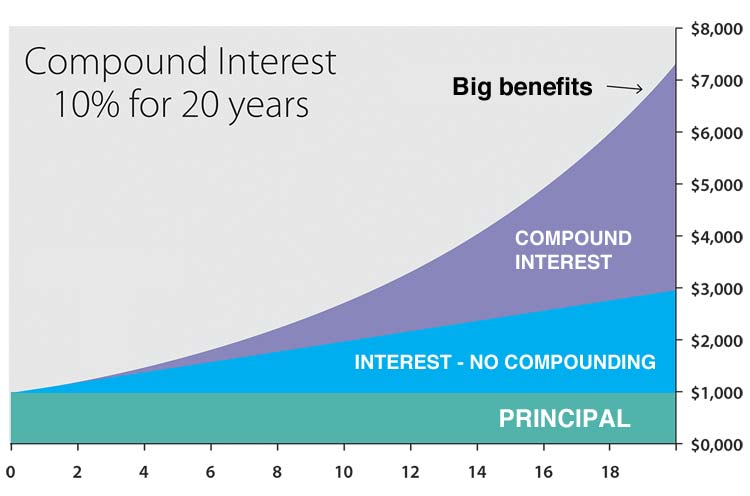 Compound Interest
10% for 20 years
Big benefits
COMPOUND
INTEREST
INTEREST - NO COMPOUNDING
PRINCIPAL
$8,000
$7,000
$6,000
$5,000
$4,000
$3,000
$2,000
$1,000
$0,000
0 2 4 6 8 10 12 14 16 18